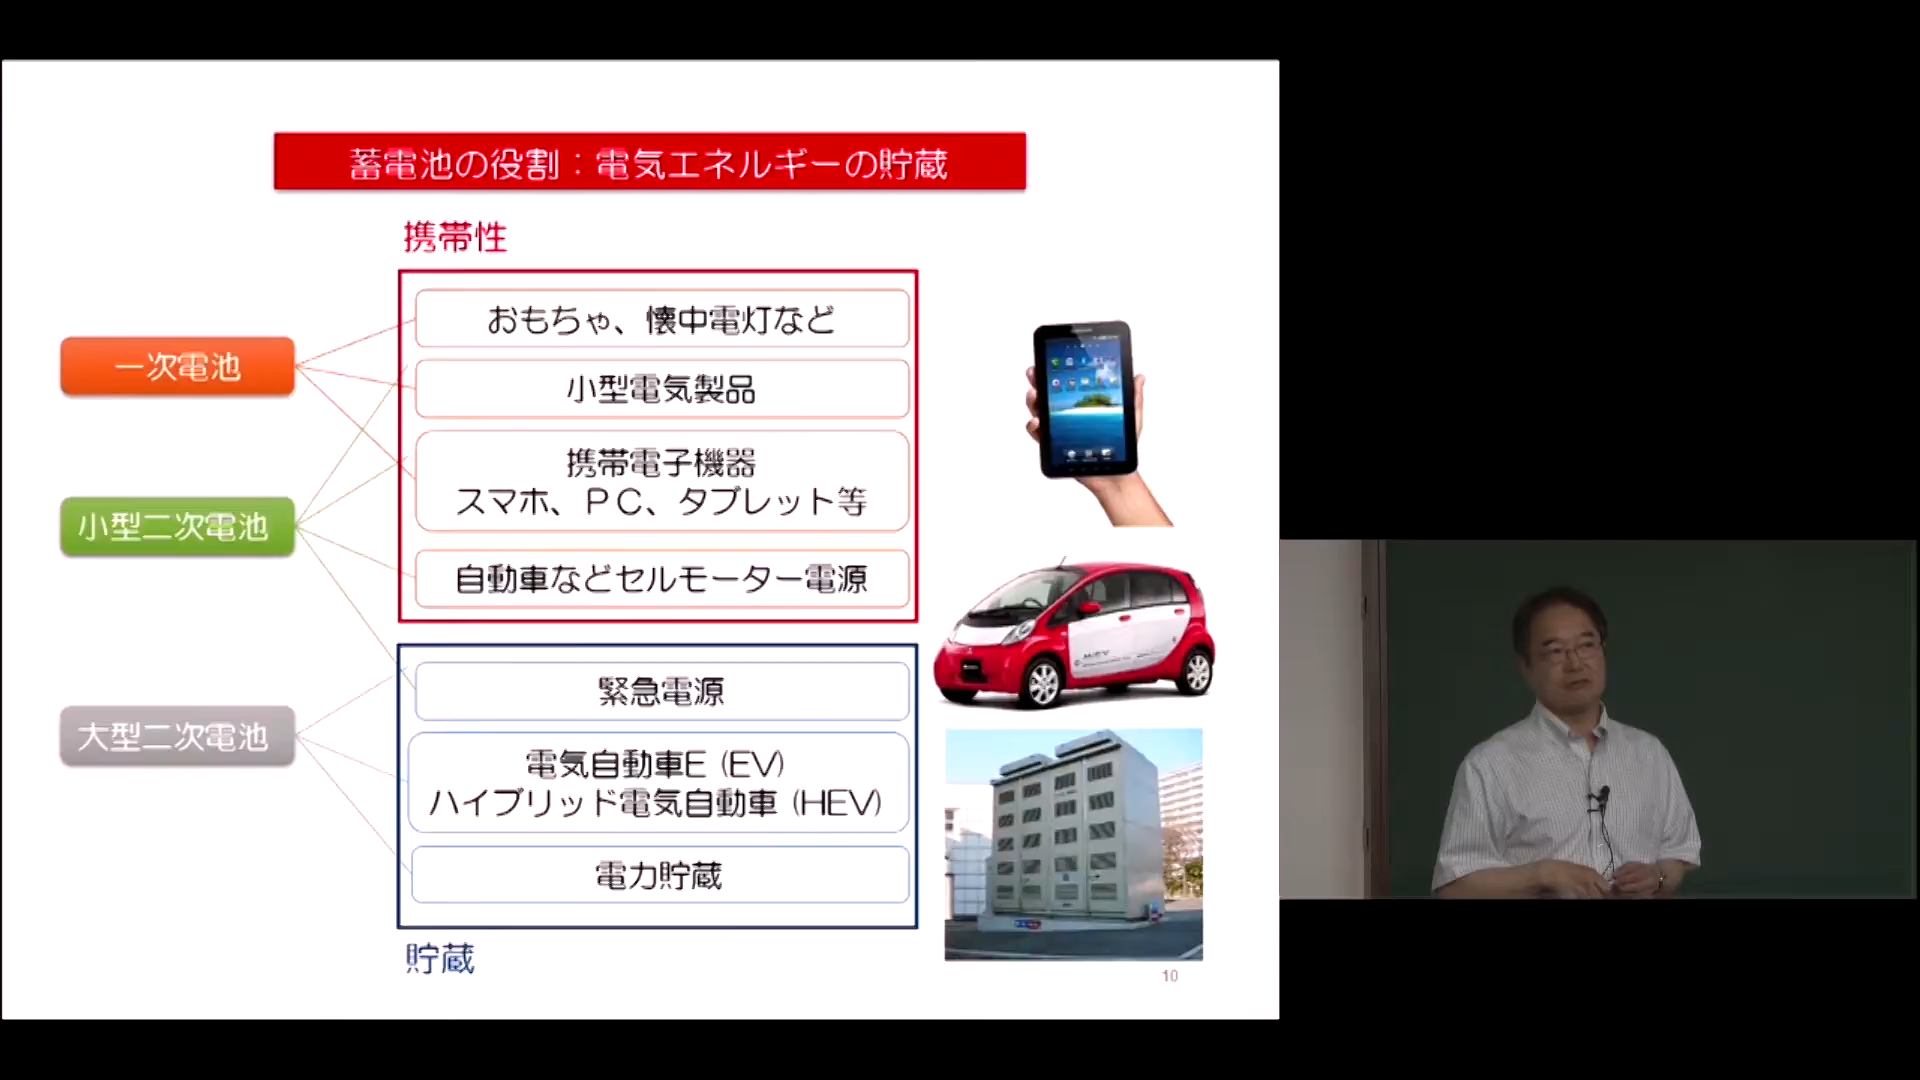 蓄電池の役割：電気エネルギーの貯蔵
携帯性
おもちゃ、懐中電灯など
一次電池
小型電気製品
携帯電子機器
スマホ、ＰＣ、タブレット等
小型二次電池
自動車などセルモーター電源
緊急電源
大型二次電池
電気自動車E (EV)
ハイブリッド電気自動車 (HEV)
電力貯蔵
貯蔵
10